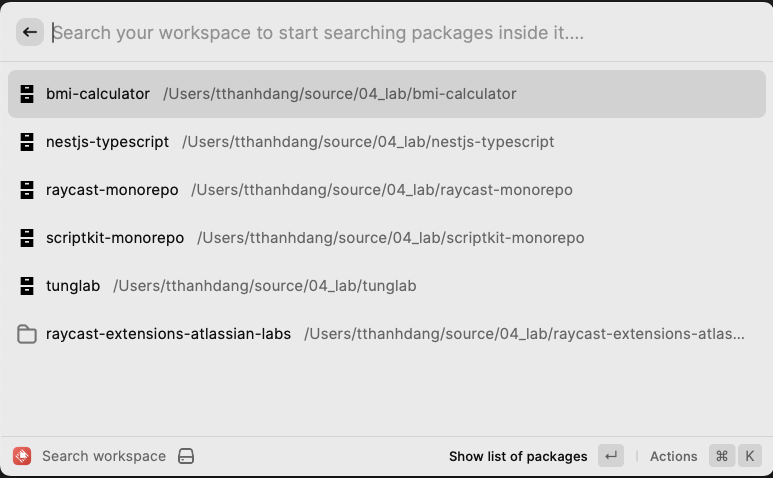 Search your workspace to start searching packages inside it....
bmi-calculator /Users/tthanhdang/source/04_lab/bmi-calculator
nestjs-typescript /Users/tthanhdang/source/04_lab/nestjs-typescript
raycast-monorepo /Users/tthanhdang/source/04_lab/raycast-monorepo
scriptkit-monorepo /Users/tthanhdang/source/04_lab/scriptkit-monorepo
tunglab /Users/tthanhdang/source/04_lab/tunglab
raycast-extensions-atlassian-labs /Users/tthanhdang/source/04_lab/raycast-extensions-atlas...
Search workspace Show list of packages ↵ Actions ⌘ K